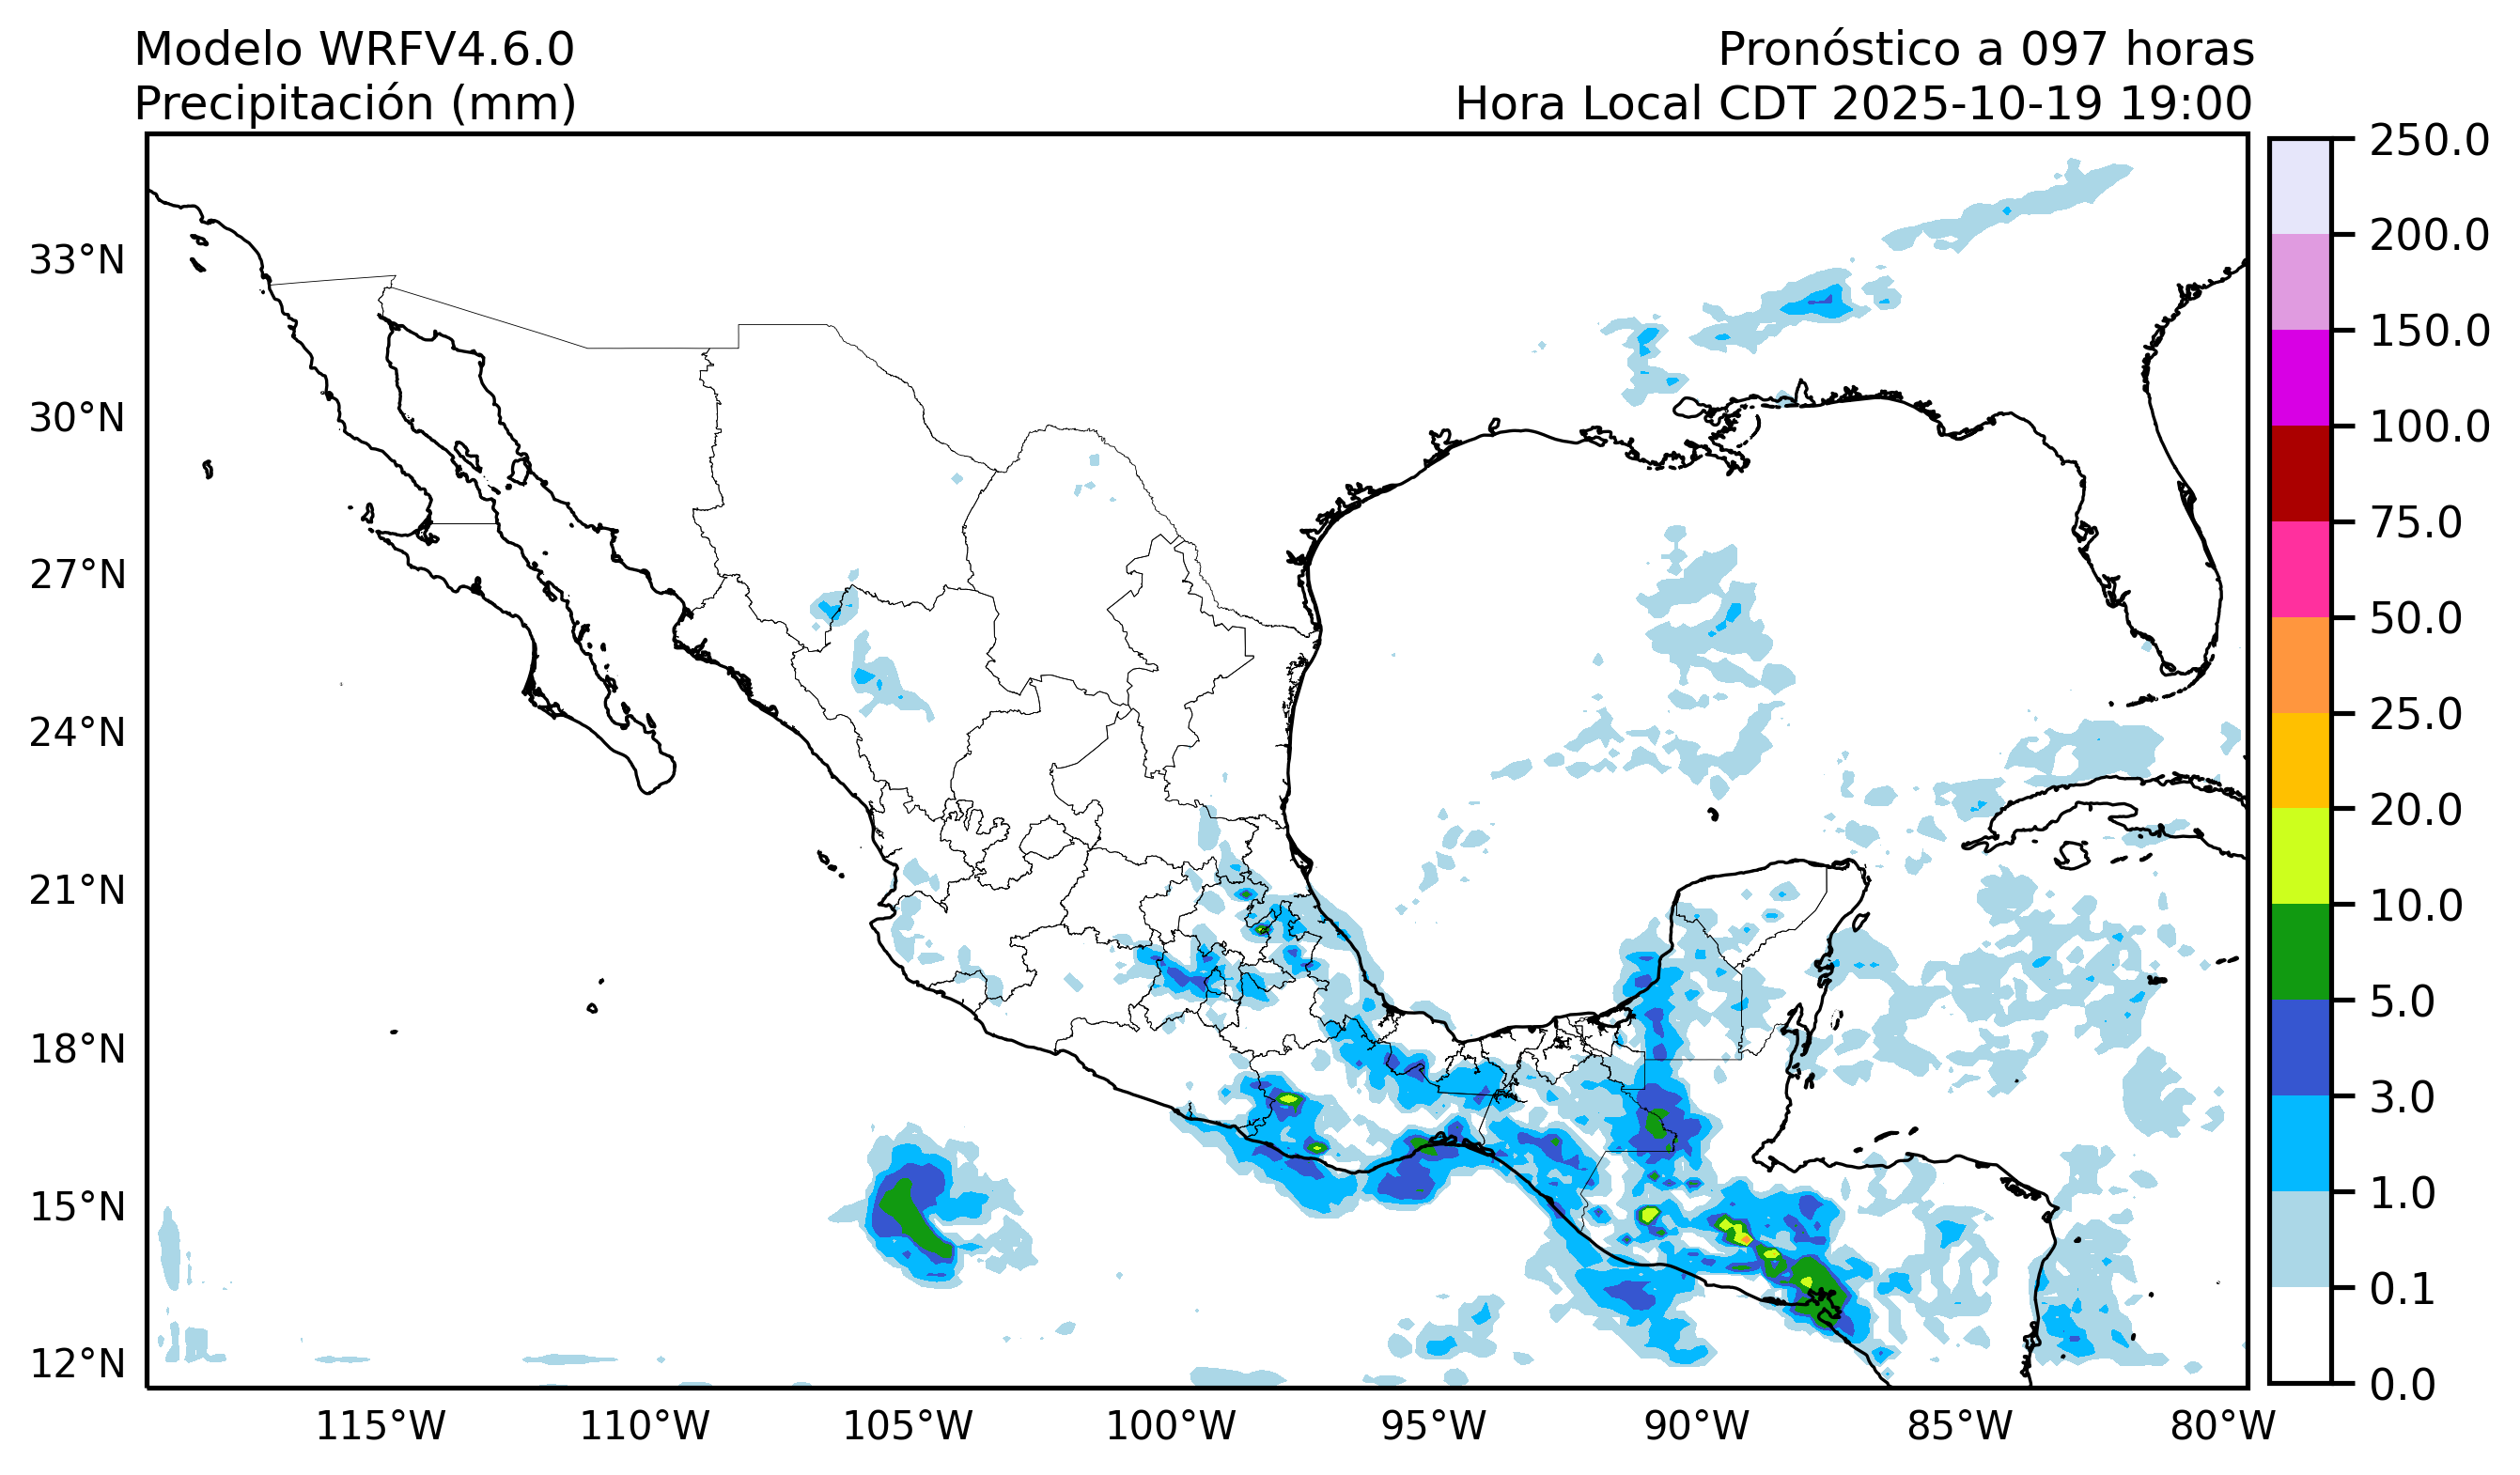 Modelo WRFV4.6.0
Precipitación (mm)
Pronóstico a 097 horas
Hora Local CDT 2025-10-19 19:00
33°N
30°N
27°N
24°N
21°N
18°N
15°N
12°N
115°W
110°W
105°W
100°W
95°W
90°W
85°W
80°W
250.0
200.0
150.0
100.0
75.0
50.0
25.0
20.0
10.0
5.0
3.0
1.0
0.1
0.0